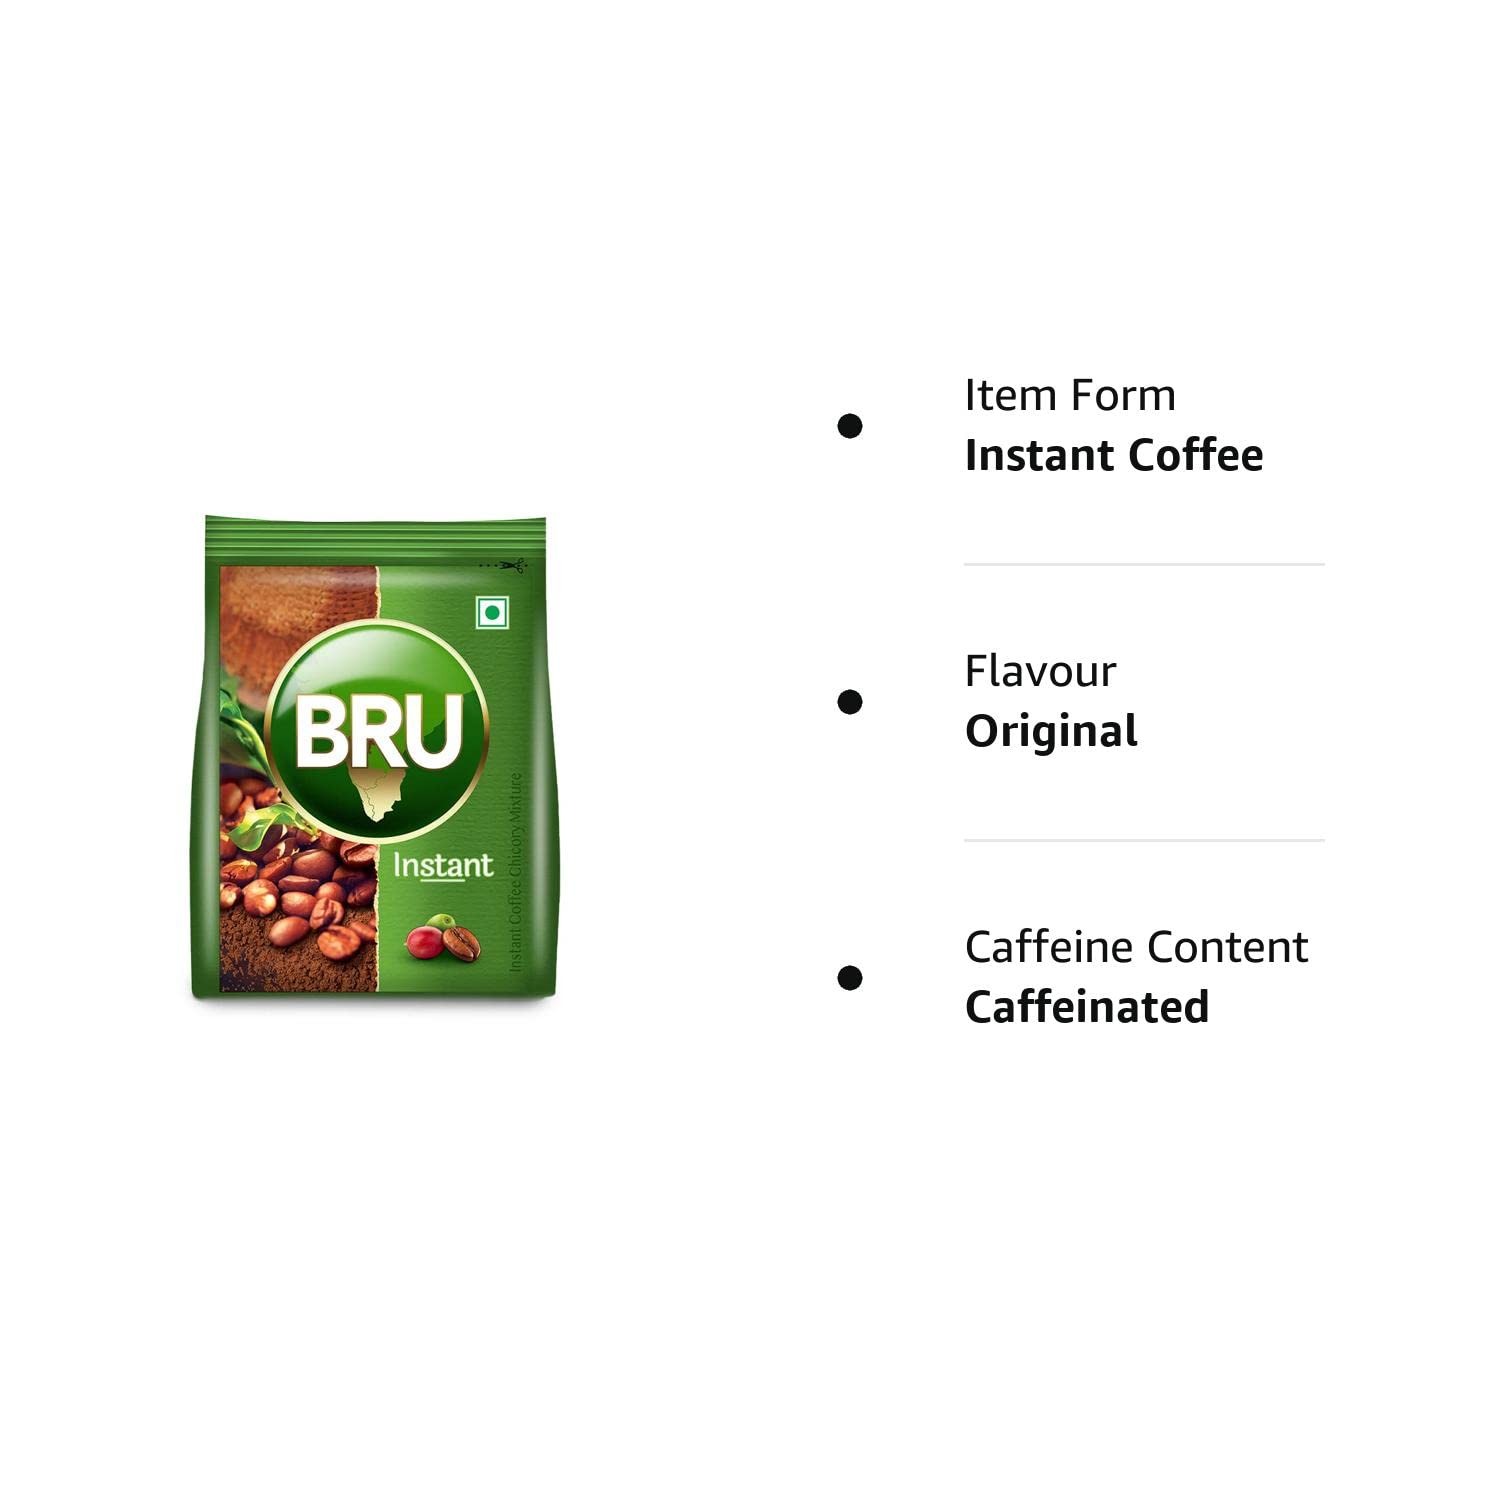 BRU
Instant
Instant Coffee Chicory Mixture
Item Form
Instant Coffee
Flavour
Original
Caffeine Content
Caffeinated